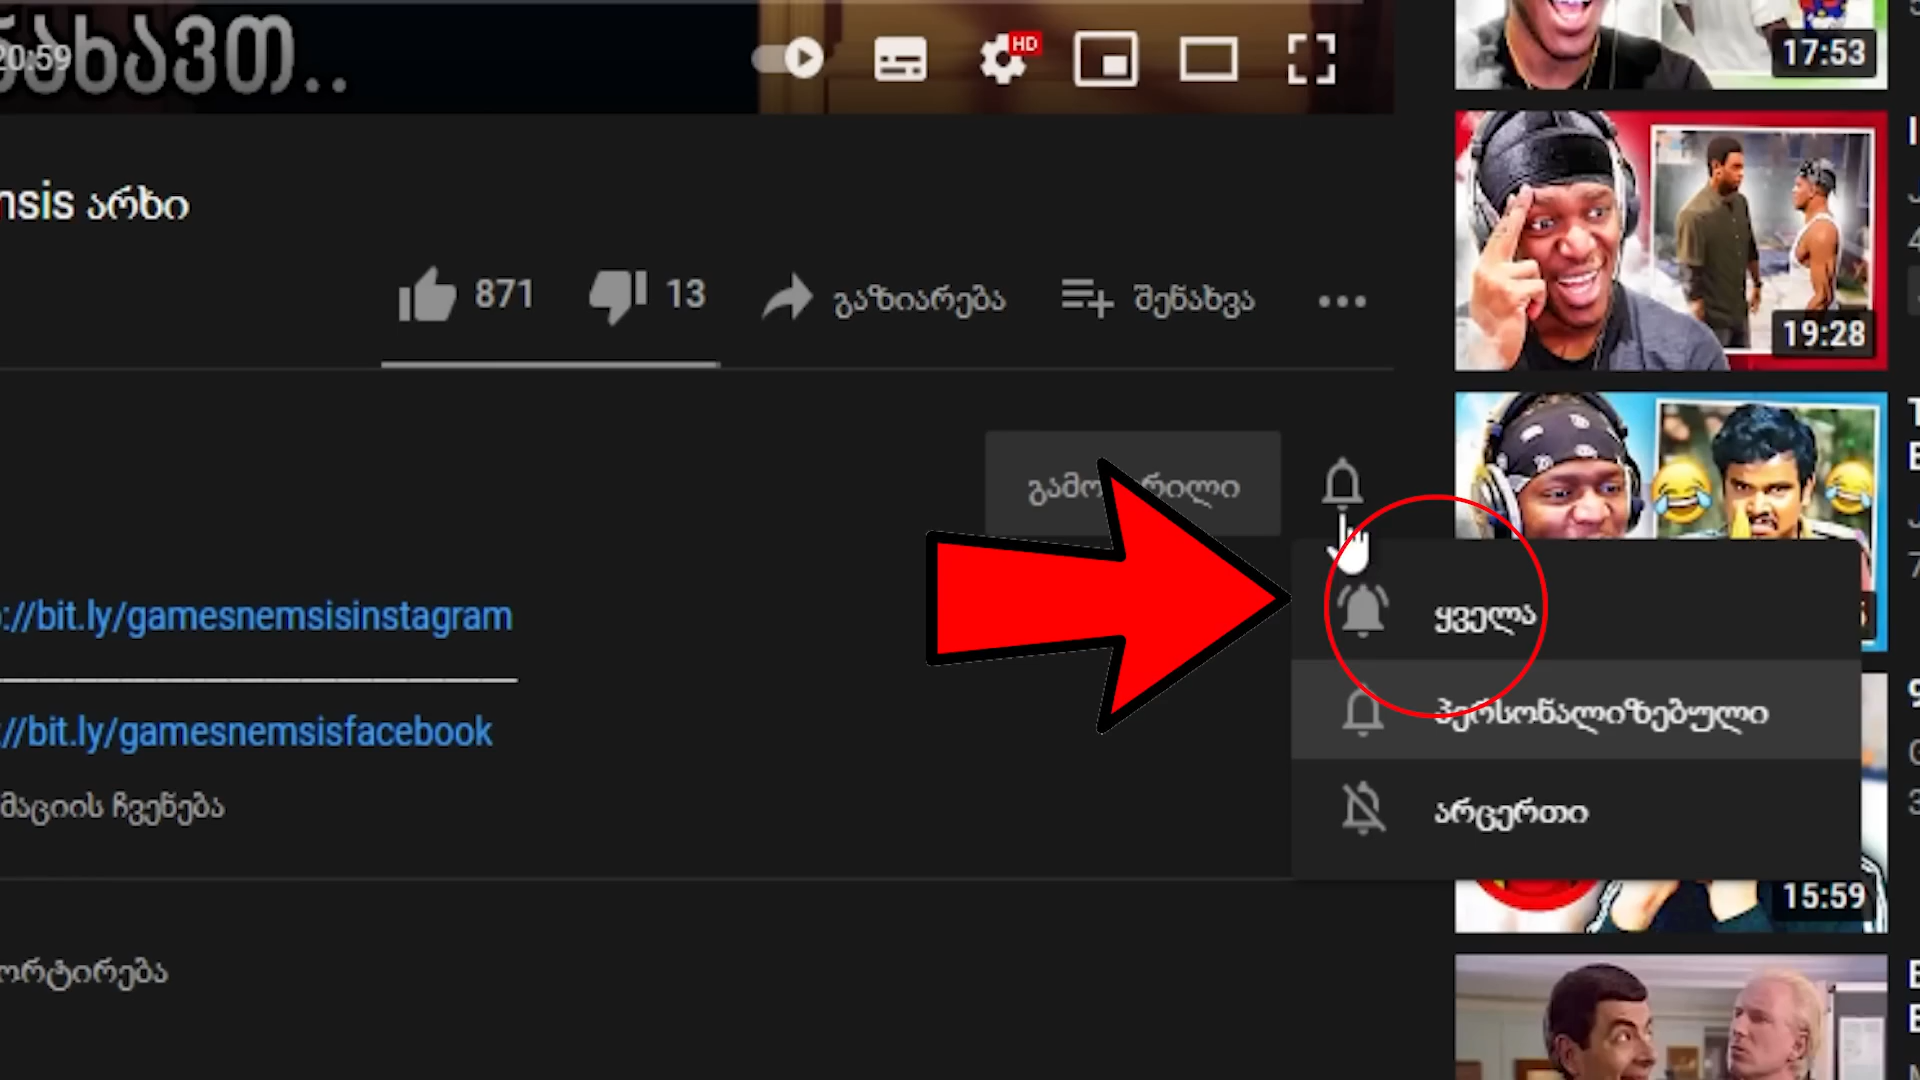 20:59
ნახავთ..
HD
17:53
nsis არხი
871
13
გაზიარება
შენახვა
19:28
://bit.ly/gamesnemsisinstagram
ყველა
://bit.ly/gamesnemsisfacebook
პერსონალიზებული
მაციის ჩვენება
არცერთი
15:59
ორტირება